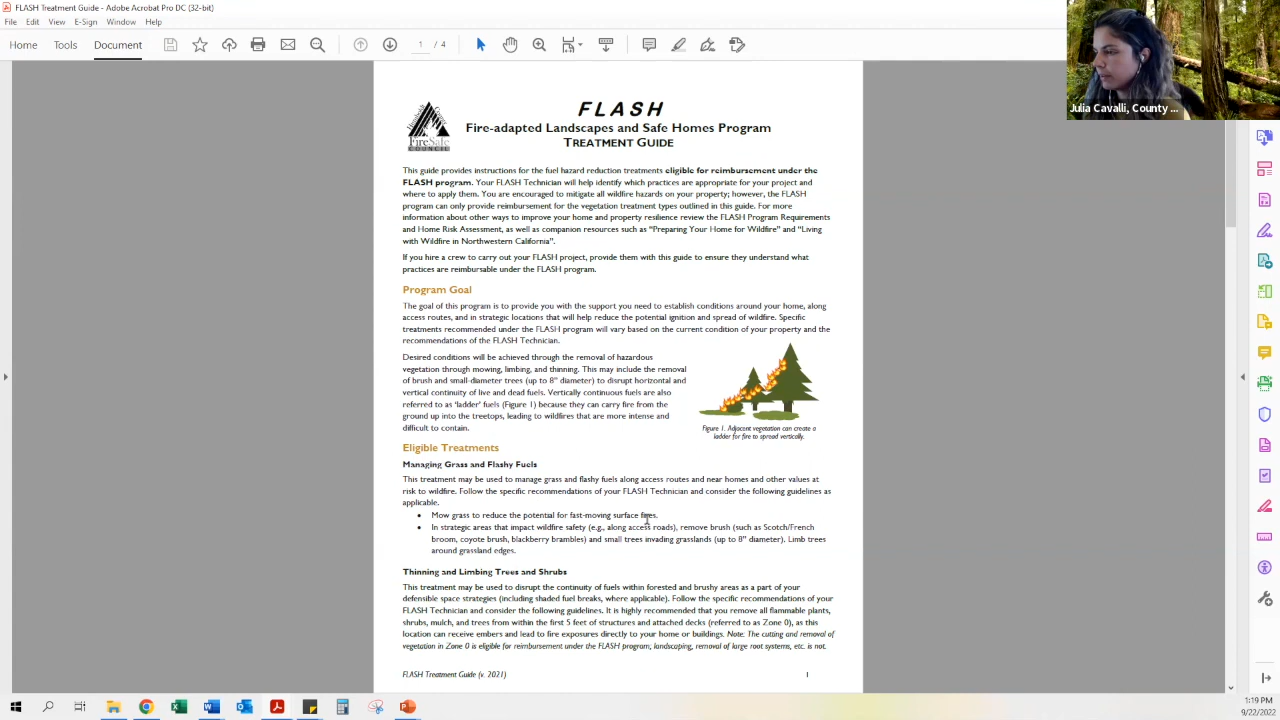 FLASH Treatment Guide - Adobe Acrobat Pro DC (32-bit)
File Edit View E-Sign Window Help
Home Tools Document 1 / 4
Julia Cavalli, County ...
FireSafe
COUNCIL
FLASH
Fire-adapted Landscapes and Safe Homes Program
TREATMENT GUIDE
This guide provides instructions for the fuel hazard reduction treatments eligible for reimbursement under the
FLASH program. Your FLASH Technician will help identify which practices are appropriate for your project and
where to apply them. You are encouraged to mitigate all wildfire hazards on your property; however, the FLASH
program can only provide reimbursement for the vegetation treatment types outlined in this guide. For more
information about other ways to improve your home and property resilience review the FLASH Program Requirements
and Home Risk Assessment, as well as companion resources such as “Preparing Your Home for Wildfire” and “Living
with Wildfire in Northwestern California”.
If you hire a crew to carry out your FLASH project, provide them with this guide to ensure they understand what
practices are reimbursable under the FLASH program.
Program Goal
The goal of this program is to provide you with the support you need to establish conditions around your home, along
access routes, and in strategic locations that will help reduce the potential ignition and spread of wildfire. Specific
treatments recommended under the FLASH program will vary based on the current condition of your property and the
recommendations of the FLASH Technician.
Desired conditions will be achieved through the removal of hazardous
vegetation through mowing, limbing, and thinning. This may include the removal
of brush and small-diameter trees (up to 8” diameter) to disrupt horizontal and
vertical continuity of live and dead fuels. Vertically continuous fuels are also
referred to as ‘ladder’ fuels (Figure 1) because they can carry fire from the
ground up into the treetops, leading to wildfires that are more intense and
difficult to contain.
Figure 1. Adjacent vegetation can create a
ladder for fire to spread vertically.
Eligible Treatments
Managing Grass and Flashy Fuels
This treatment may be used to manage grass and flashy fuels along access routes and near homes and other values at
risk to wildfire. Follow the specific recommendations of your FLASH Technician and consider the following guidelines as
applicable.
• Mow grass to reduce the potential for fast-moving surface fires.
• In strategic areas that impact wildfire safety (e.g., along access roads), remove brush (such as Scotch/French
broom, coyote brush, blackberry brambles) and small trees invading grasslands (up to 8” diameter). Limb trees
around grassland edges.
Thinning and Limbing Trees and Shrubs
This treatment may be used to disrupt the continuity of fuels within forested and brushy areas as a part of your
defensible space strategies (including shaded fuel breaks, where applicable). Follow the specific recommendations of your
FLASH Technician and consider the following guidelines. It is highly recommended that you remove all flammable plants,
shrubs, mulch, and trees from within the first 5 feet of structures and attached decks (referred to as Zone 0), as this
location can receive embers and lead to fire exposures directly to your home or buildings. Note: The cutting and removal of
vegetation in Zone 0 is eligible for reimbursement under the FLASH program; landscaping, removal of large root systems, etc. is not.
FLASH Treatment Guide (v. 2021) 1
1:19 PM
9/22/2022